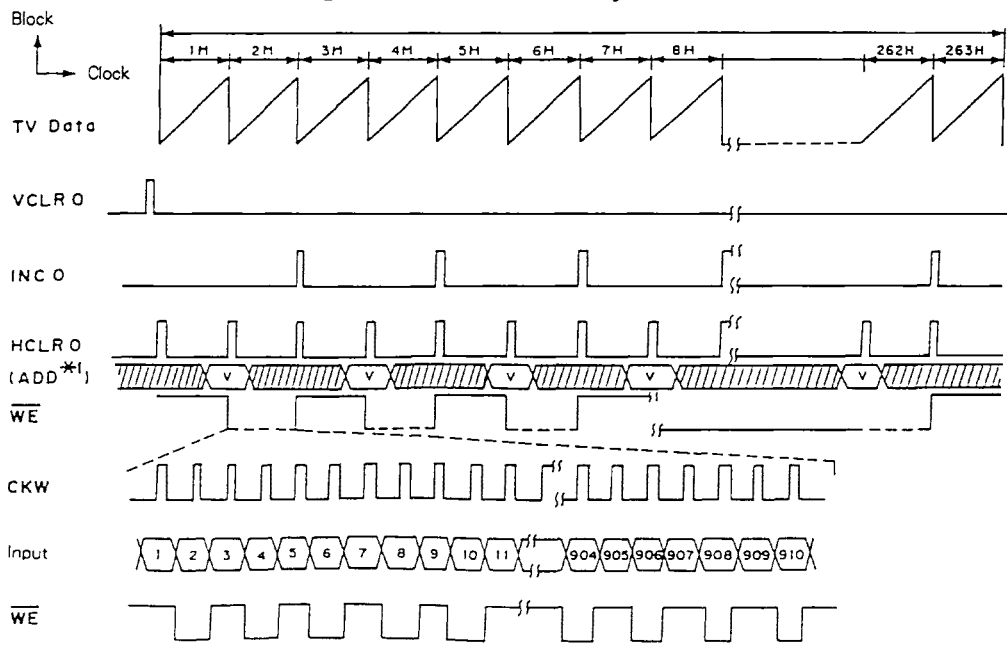 Block
Clock
1H 2H 3H 4H 5H 6H 7H 8H 262H 263H
TV Data
VCLR O
INC O
HCLR O
(ADD*1) V V V V V
WE
CKW
Input 1 2 3 4 5 6 7 8 9 10 11 904 905 906 907 908 909 910
WE